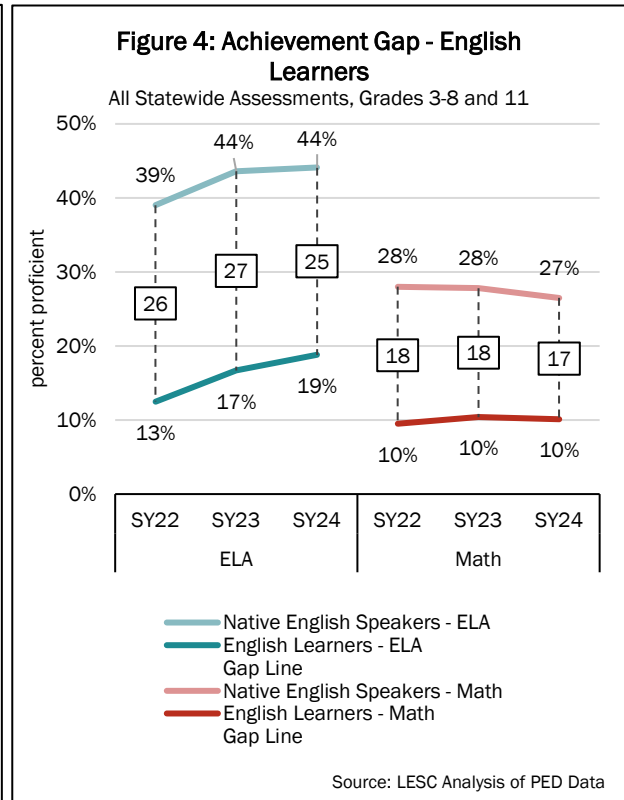 Figure 4: Achievement Gap - English
Learners
All Statewide Assessments, Grades 3-8 and 11
percent proficient
50%
40%
30%
20%
10%
0%
39%
44%
44%
26
27
25
13%
17%
19%
28%
28%
27%
18
18
17
10%
10%
10%
SY22
SY23
SY24
SY22
SY23
SY24
ELA
Math
Native English Speakers - ELA
English Learners - ELA
Gap Line
Native English Speakers - Math
English Learners - Math
Gap Line
Source: LESC Analysis of PED Data